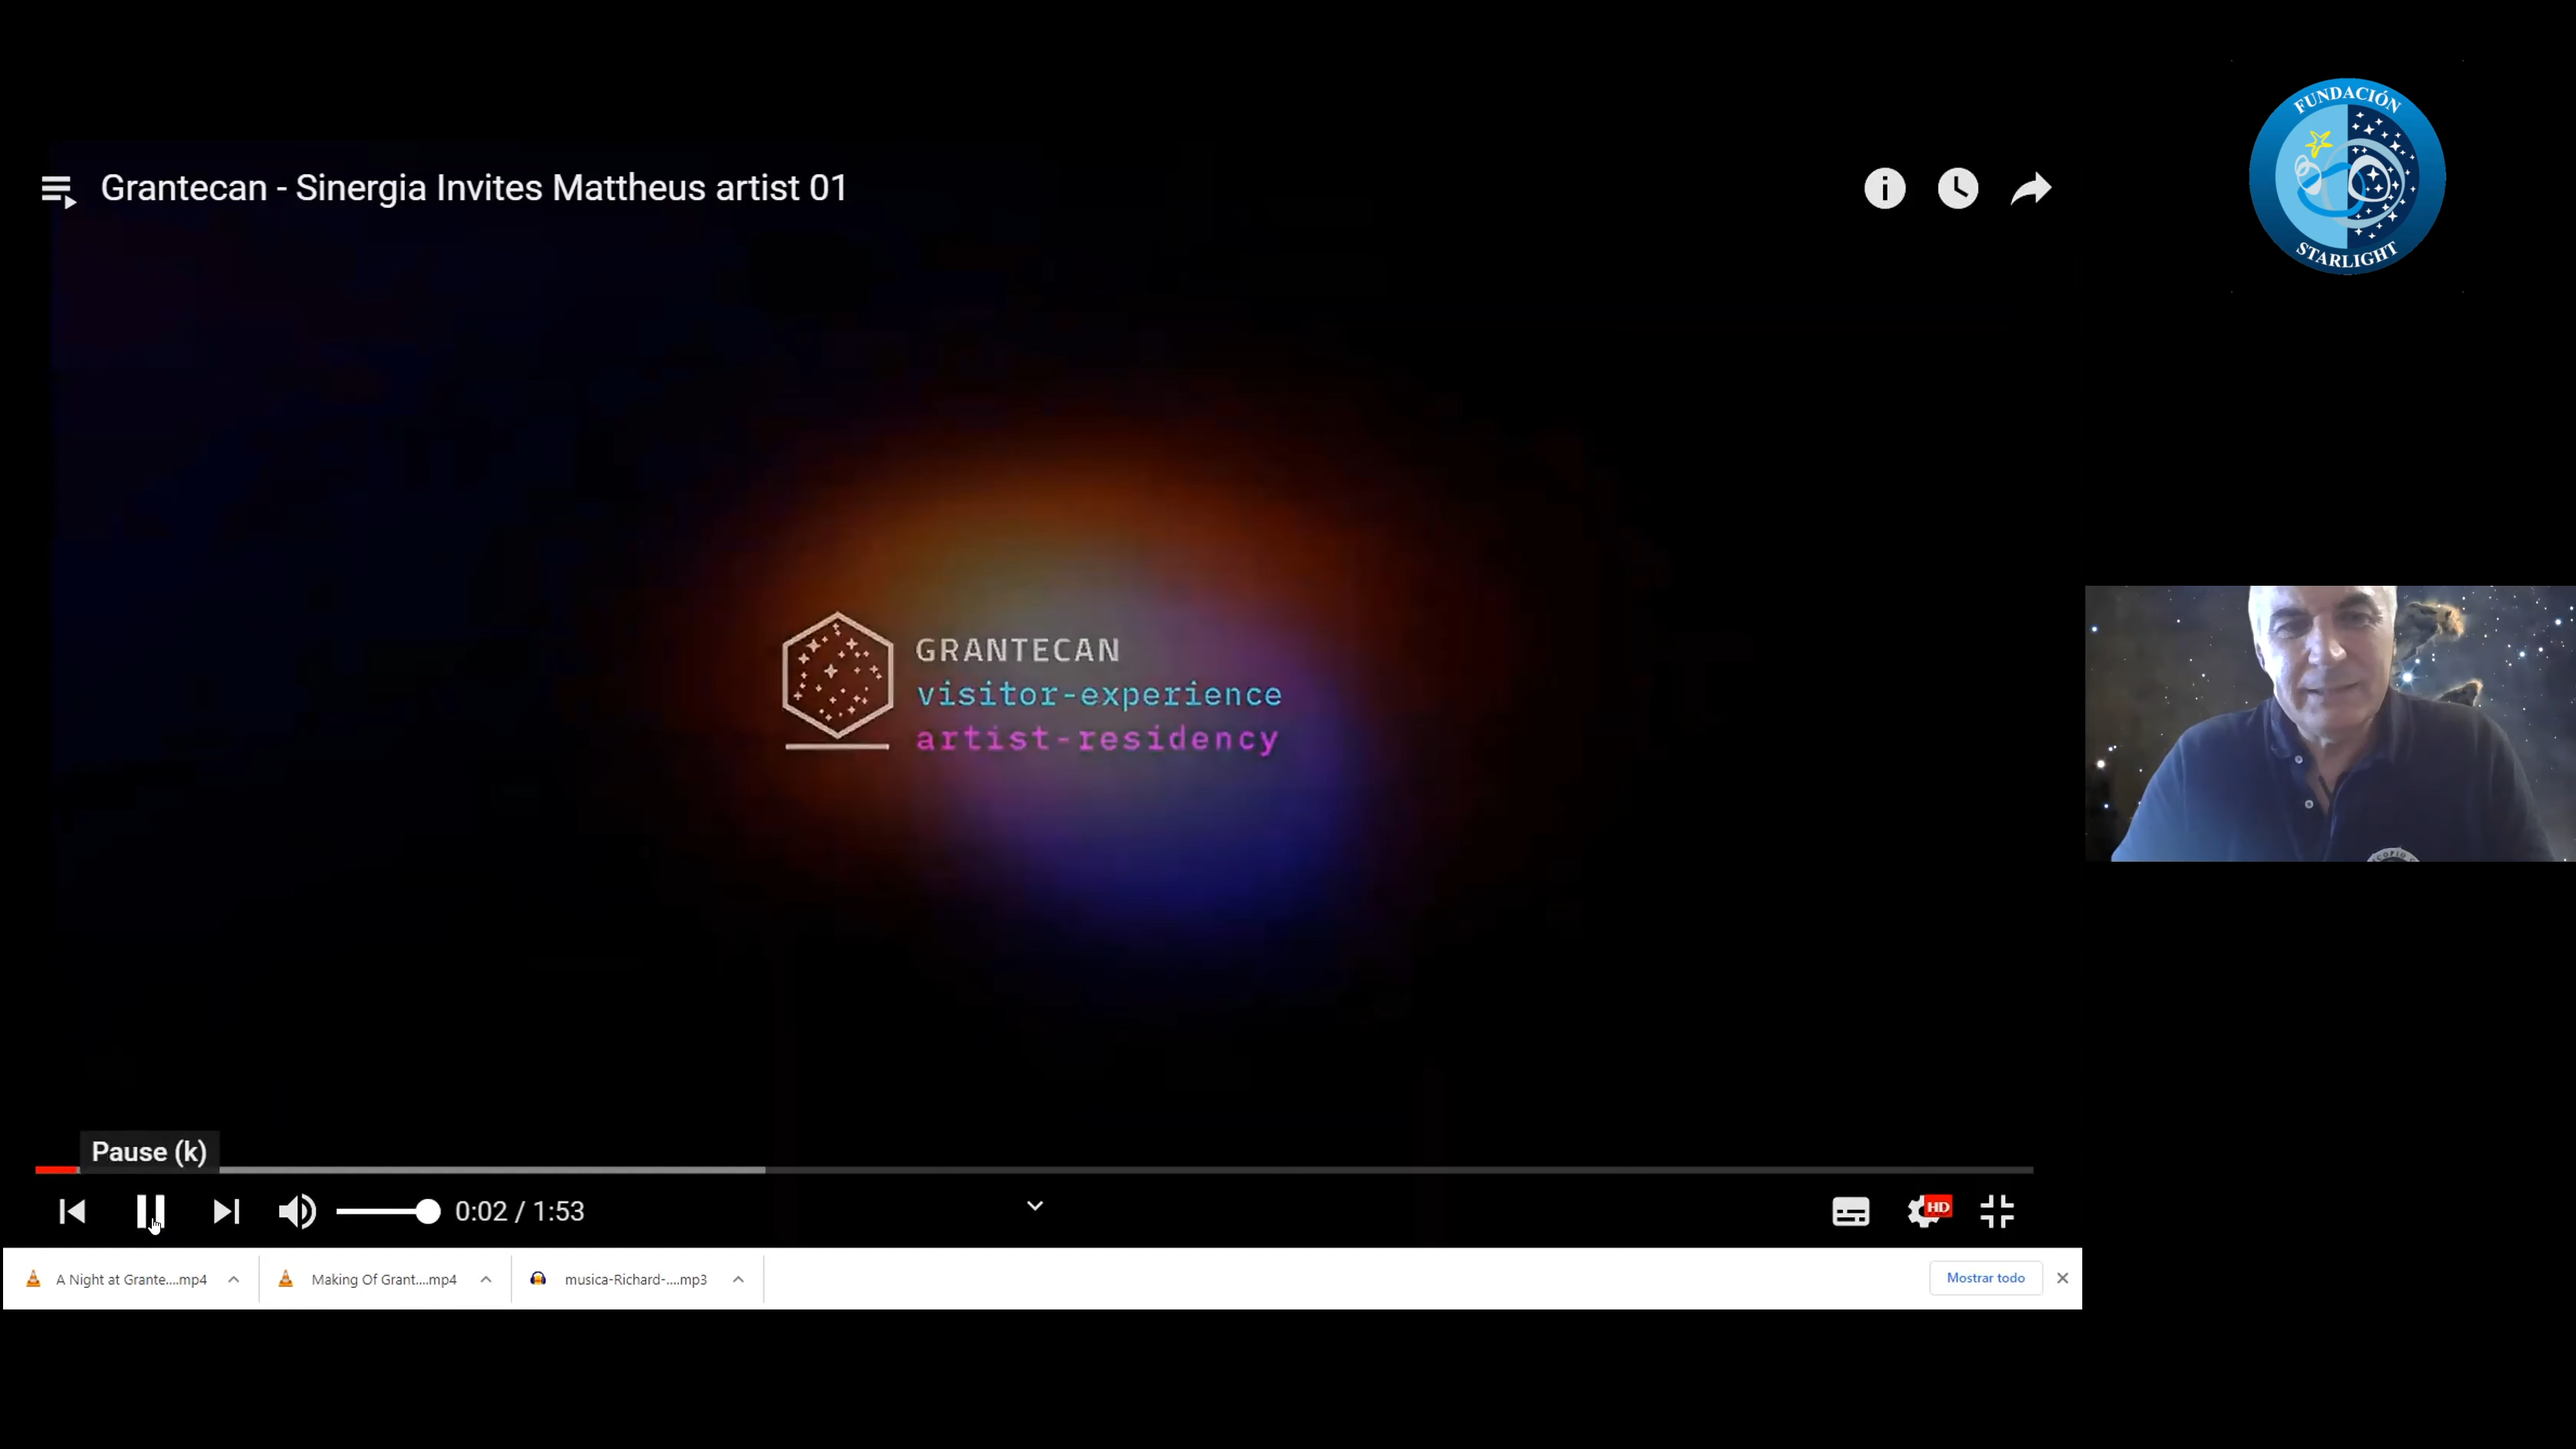 FUNDACIÓN
STARLIGHT
Grantecan - Sinergia Invites Mattheus artist 01
GRANTECAN
visitor-experience
artist-residency
Pause (k)
0:02 / 1:53
HD
A Night at Grante....mp4
Making Of Grant....mp4
musica-Richard-....mp3
Mostrar todo